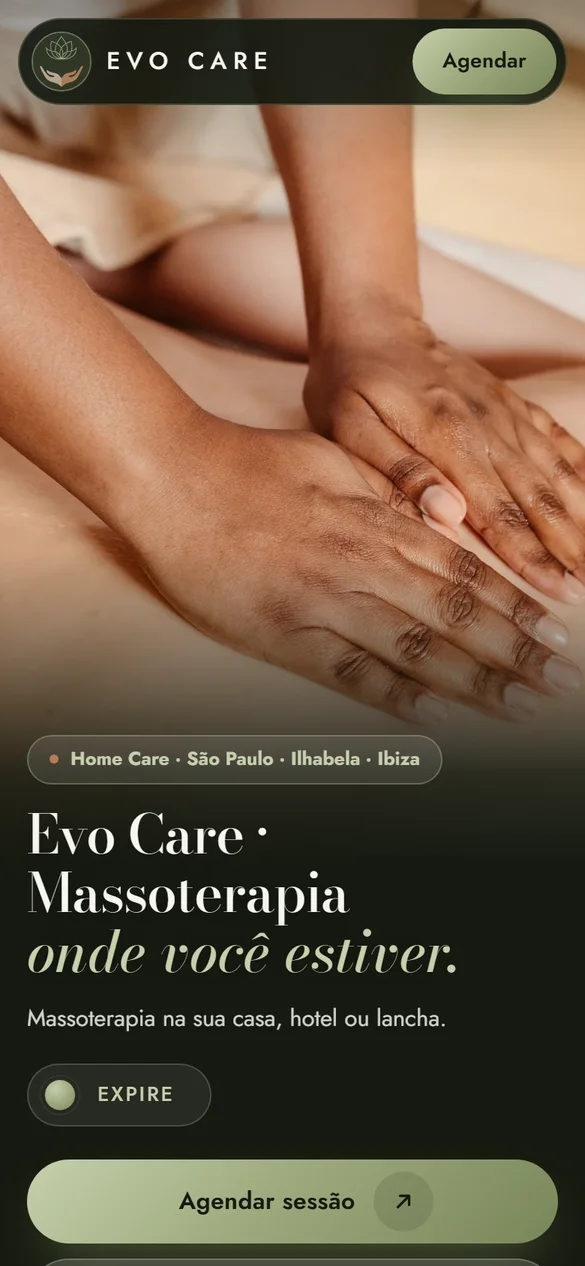 EVO CARE
Agendar
Home Care · São Paulo · Ilhabela · Ibiza
Evo Care ·
Massoterapia
onde você estiver.
Massoterapia na sua casa, hotel ou lancha.
EXPIRE
Agendar sessão